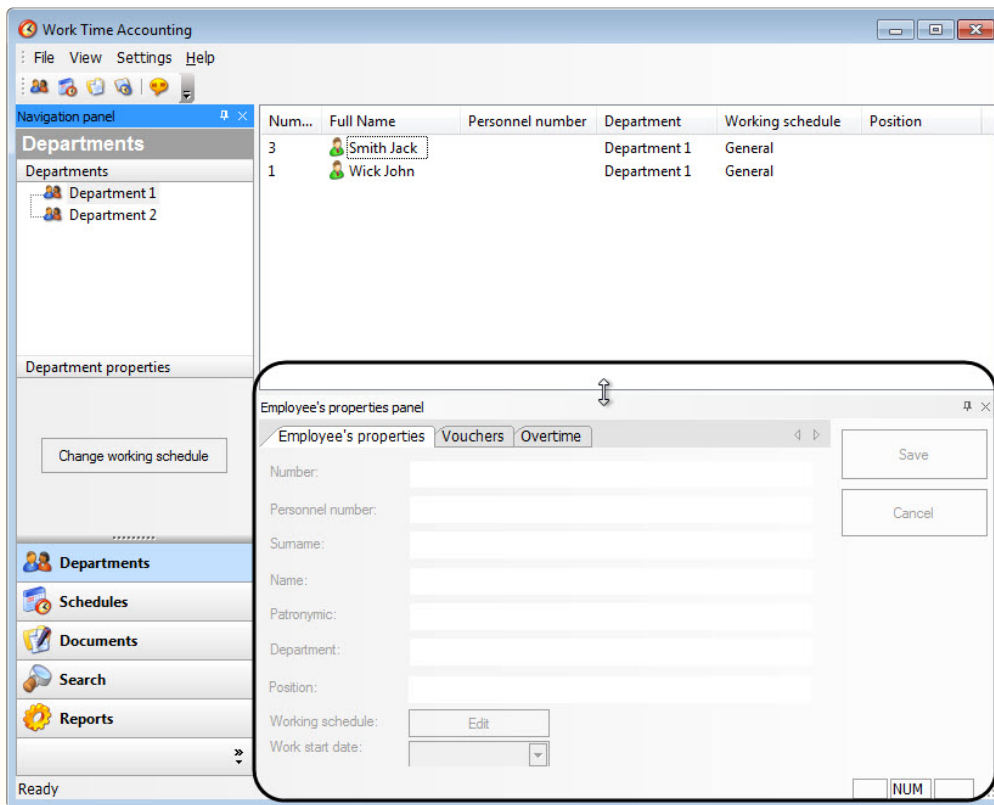 Work Time Accounting
File View Settings Help
Navigation panel
Departments
Departments
Department 1
Department 2
Department properties
Change working schedule
Departments
Schedules
Documents
Search
Reports
Ready
Num... Full Name Personnel number Department Working schedule Position
3 Smith Jack Department 1 General
1 Wick John Department 1 General
Employee's properties panel
Employee's properties Vouchers Overtime
Number:
Personnel number:
Surname:
Name:
Patronymic:
Department:
Position:
Working schedule: Edit
Work start date:
Save
Cancel
NUM